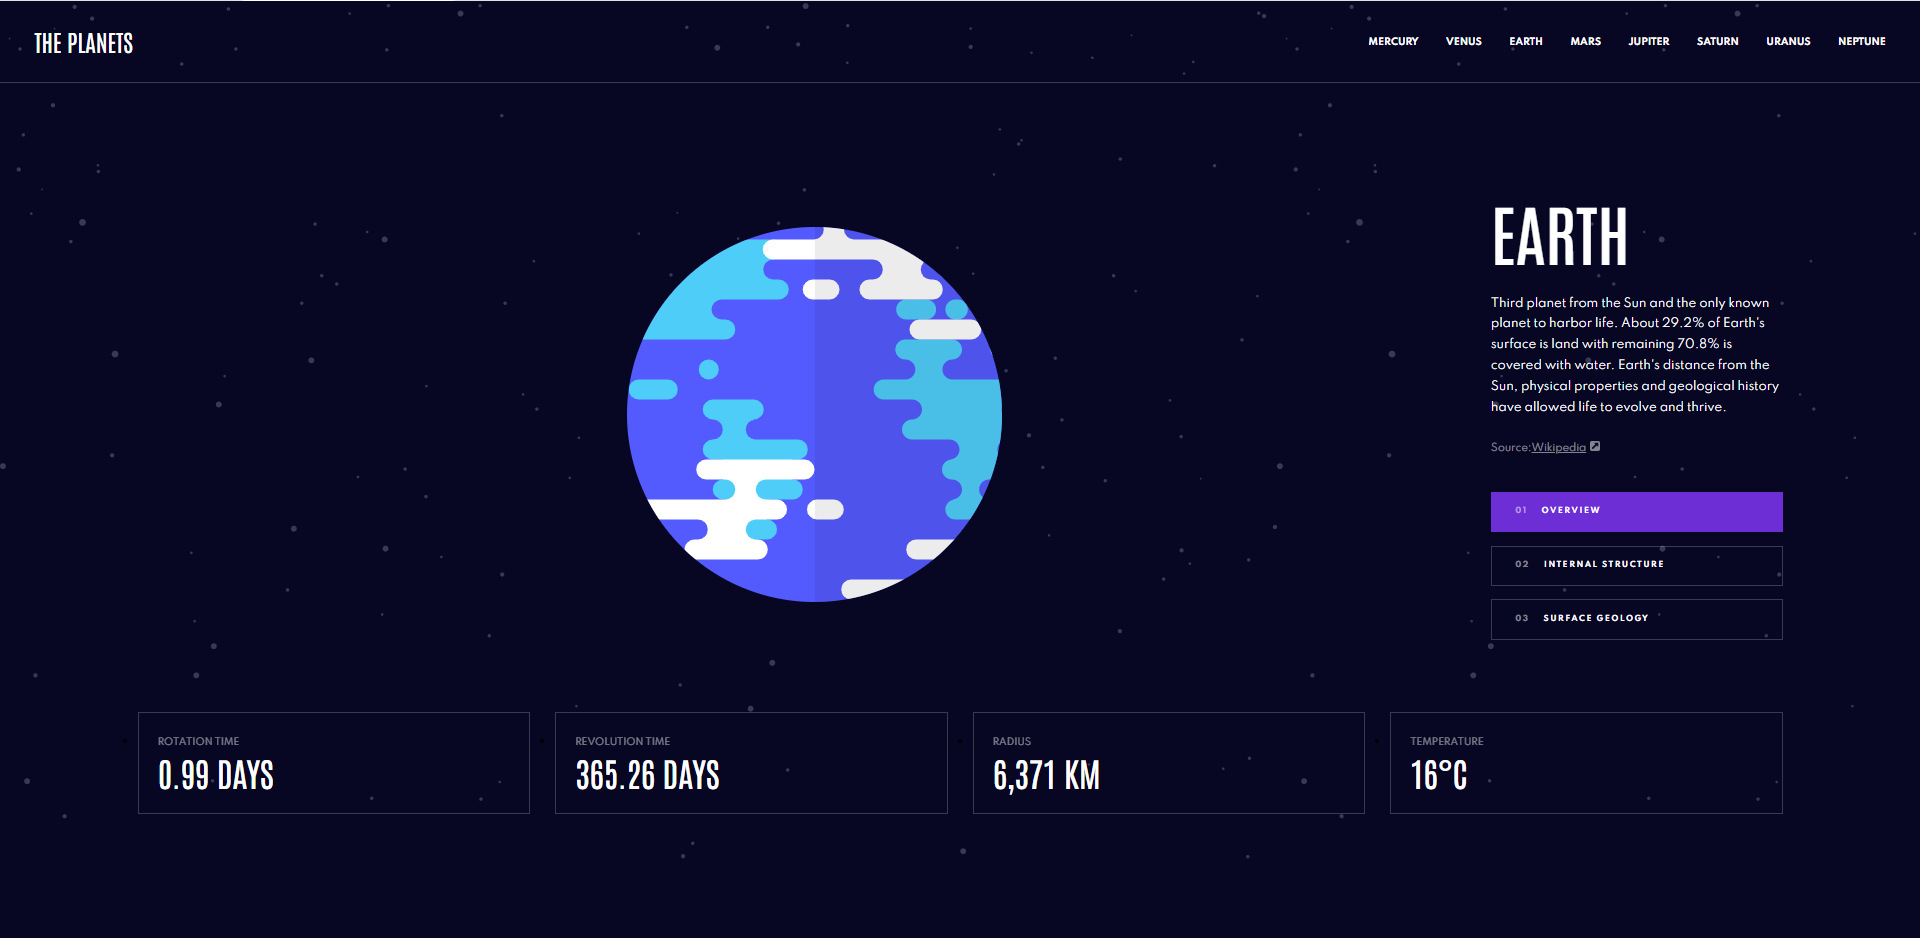 THE PLANETS
MERCURY VENUS EARTH MARS JUPITER SATURN URANUS NEPTUNE
EARTH
Third planet from the Sun and the only known
planet to harbor life. About 29.2% of Earth's
surface is land with remaining 70.8% is
covered with water. Earth's distance from the
Sun, physical properties and geological history
have allowed life to evolve and thrive.
Source:Wikipedia
01 OVERVIEW
02 INTERNAL STRUCTURE
03 SURFACE GEOLOGY
ROTATION TIME
0.99 DAYS
REVOLUTION TIME
365.26 DAYS
RADIUS
6,371 KM
TEMPERATURE
16°C